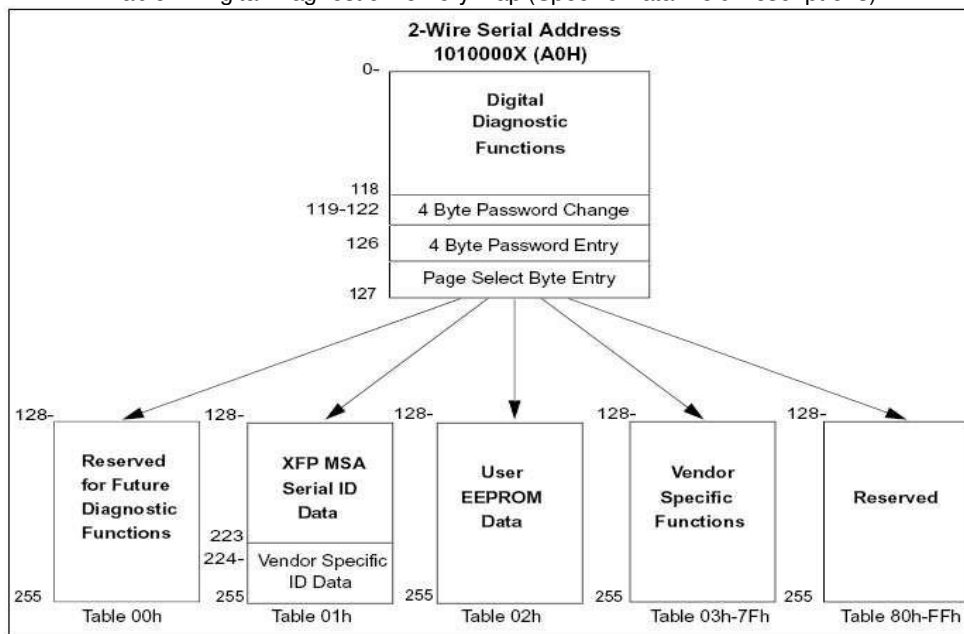 2-Wire Serial Address
1010000X (A0H)
0-
Digital
Diagnostic
Functions
118
119-122
4 Byte Password Change
126
4 Byte Password Entry
Page Select Byte Entry
127
128-
128-
128-
128-
128-
Reserved
for Future
Diagnostic
Functions
XFP MSA
Serial ID
Data
User
EEPROM
Data
Vendor
Specific
Functions
Reserved
223
224-
Vendor Specific
ID Data
255
255
255
255
255
Table 00h
Table 01h
Table 02h
Table 03h-7Fh
Table 80h-FFh